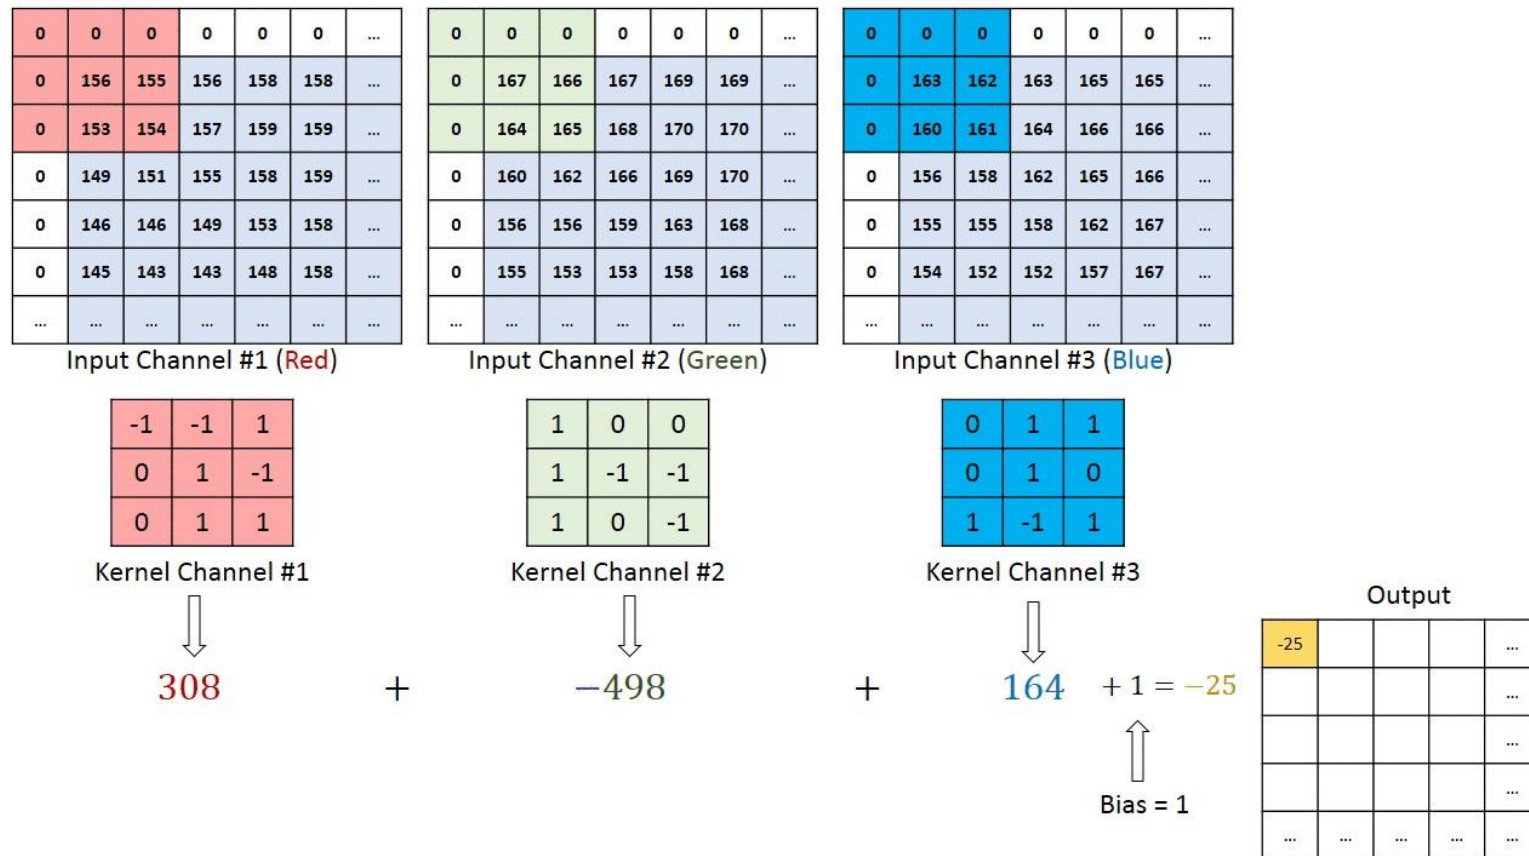 0 0 0 0 0 0 ...
0 156 155 156 158 158 ...
0 153 154 157 159 159 ...
0 149 151 155 158 159 ...
0 146 146 149 153 158 ...
0 145 143 143 148 158 ...
... ... ... ... ... ... ...
Input Channel #1 (Red)
0 0 0 0 0 0 ...
0 167 166 167 169 169 ...
0 164 165 168 170 170 ...
0 160 162 166 169 170 ...
0 156 156 159 163 168 ...
0 155 153 153 158 168 ...
... ... ... ... ... ... ...
Input Channel #2 (Green)
0 0 0 0 0 0 ...
0 163 162 163 165 165 ...
0 160 161 164 166 166 ...
0 156 158 162 165 166 ...
0 155 155 158 162 167 ...
0 154 152 152 157 167 ...
... ... ... ... ... ... ...
Input Channel #3 (Blue)
-1 -1 1
0 1 -1
0 1 1
Kernel Channel #1
1 0 0
1 -1 -1
1 0 -1
Kernel Channel #2
0 1 1
0 1 0
1 -1 1
Kernel Channel #3
308 + −498 + 164 + 1 = −25
Bias = 1
Output
-25 ...
...
...
...
... ... ... ... ...